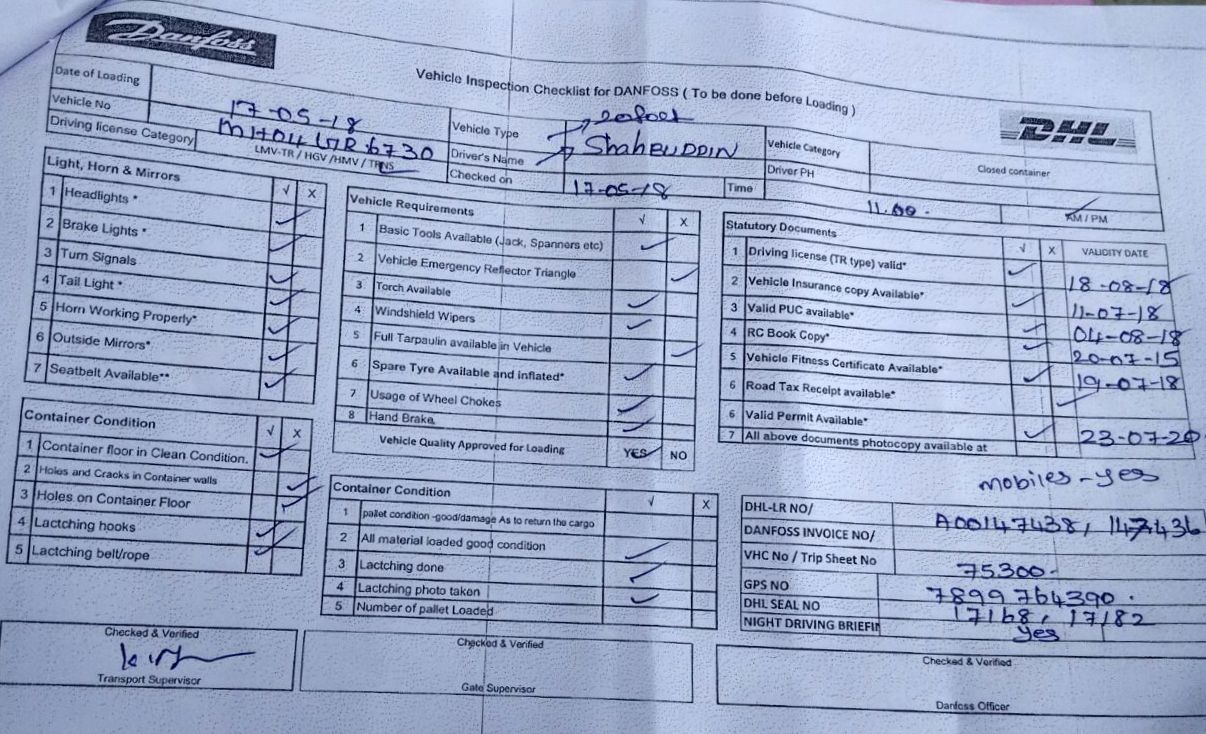 Danfoss
Vehicle Inspection Checklist for DANFOSS ( To be done before Loading )
DHL
Date of Loading 17-05-18 Vehicle Type 20feet Vehicle Category Closed container
Vehicle No MH04 GR 6730 Driver's Name Shahbuddin Driver PH
Driving license Category LMV-TR / HGV /HMV / TRNS Checked on 17-05-18 Time 11.00 . AM / PM
Light, Horn & Mirrors √ X
1 Headlights * ✓
2 Brake Lights * ✓
3 Turn Signals ✓
4 Tail Light * ✓
5 Horn Working Properly* ✓
6 Outside Mirrors* ✓
7 Seatbelt Available** ✓
Container Condition √ X
1 Container floor in Clean Condition. ✓
2 Holes and Cracks in Container walls ✓
3 Holes on Container Floor ✓
4 Lactching hooks ✓
5 Lactching belt/rope ✓
Vehicle Requirements √ X
1 Basic Tools Available (Jack, Spanners etc) ✓
2 Vehicle Emergency Reflector Triangle ✓
3 Torch Available ✓
4 Windshield Wipers ✓
5 Full Tarpaulin available in Vehicle ✓
6 Spare Tyre Available and inflated* ✓
7 Usage of Wheel Chokes ✓
8 Hand Brake ✓
Vehicle Quality Approved for Loading YES ✓ NO
Container Condition √ X
1 pallet condition -good/damage As to return the cargo
2 All material loaded good condition ✓
3 Lactching done ✓
4 Lactching photo taken ✓
5 Number of pallet Loaded
Statutory Documents √ X VALIDITY DATE
1 Driving license (TR type) valid* ✓ 18-08-18
2 Vehicle Insurance copy Available* ✓ 11-07-18
3 Valid PUC available* ✓ 04-08-18
4 RC Book Copy* ✓ 20-07-15
5 Vehicle Fitness Certificate Available* ✓ 19-07-18
6 Road Tax Receipt available* ✓
6 Valid Permit Available* ✓ 23-07-20
7 All above documents photocopy available at
mobiles - yes
DHL-LR NO/
DANFOSS INVOICE NO/ A00147438, 147436
VHC No / Trip Sheet No 75300.
GPS NO 7899764390 .
DHL SEAL NO 17168, 17182
NIGHT DRIVING BRIEFIN yes
Checked & Verified
Transport Supervisor
Checked & Verified
Gate Supervisor
Checked & Verified
Danfoss Officer